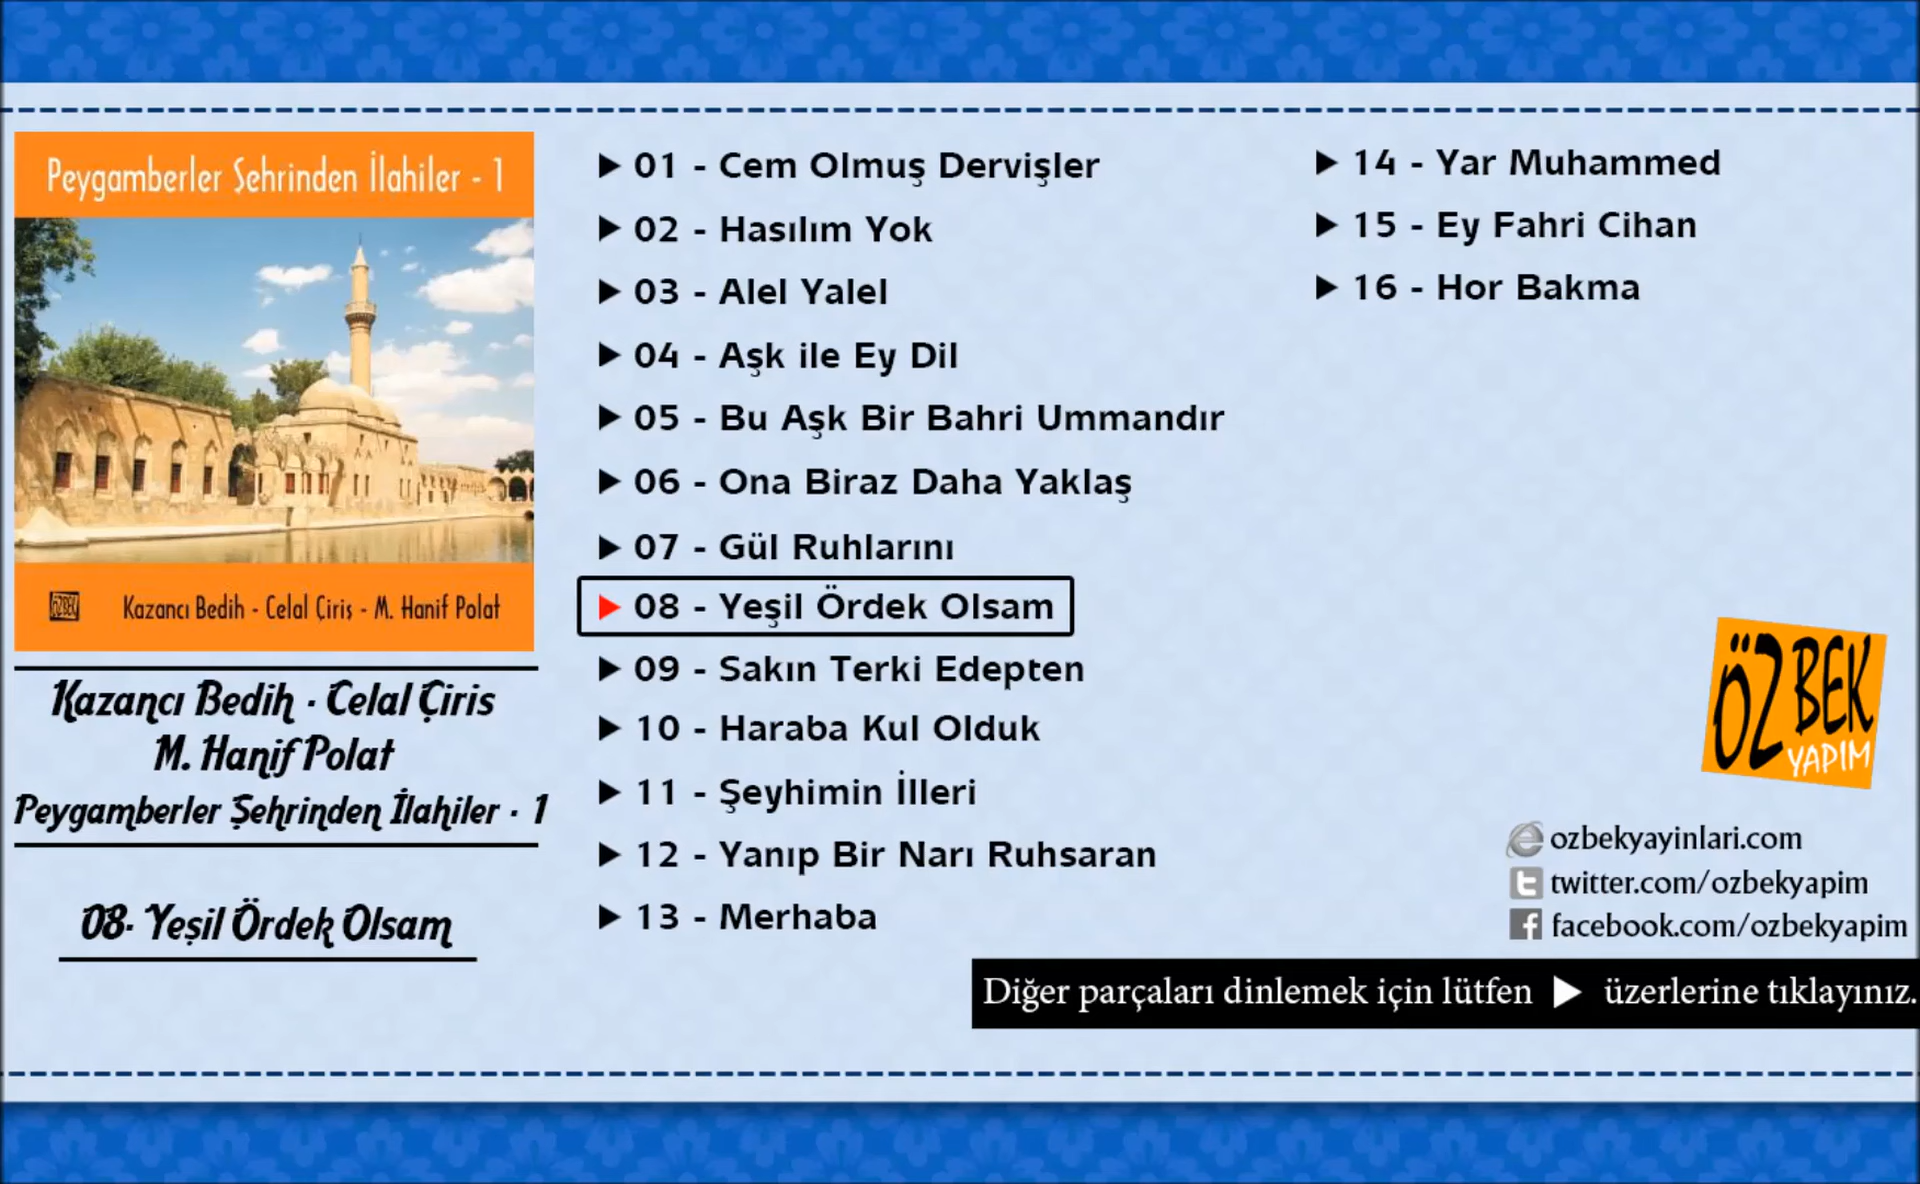 Peygamberler Şehrinden İlahiler - 1
ÖZBEK
Kazancı Bedih - Celal Çiriş - M. Hanif Polat
Kazancı Bedih - Celal Çiris
M. Hanif Polat
Peygamberler Şehrinden İlahiler - 1
08- Yeşil Ördek Olsam
01 - Cem Olmuş Dervişler
02 - Hasılım Yok
03 - Alel Yalel
04 - Aşk ile Ey Dil
05 - Bu Aşk Bir Bahri Ummandır
06 - Ona Biraz Daha Yaklaş
07 - Gül Ruhlarını
08 - Yeşil Ördek Olsam
09 - Sakın Terki Edepten
10 - Haraba Kul Olduk
11 - Şeyhimin İlleri
12 - Yanıp Bir Narı Ruhsaran
13 - Merhaba
14 - Yar Muhammed
15 - Ey Fahri Cihan
16 - Hor Bakma
ÖZBEK
YAPIM
ozbekyayinlari.com
twitter.com/ozbekyapim
facebook.com/ozbekyapim
Diğer parçaları dinlemek için lütfen ▶ üzerlerine tıklayınız.